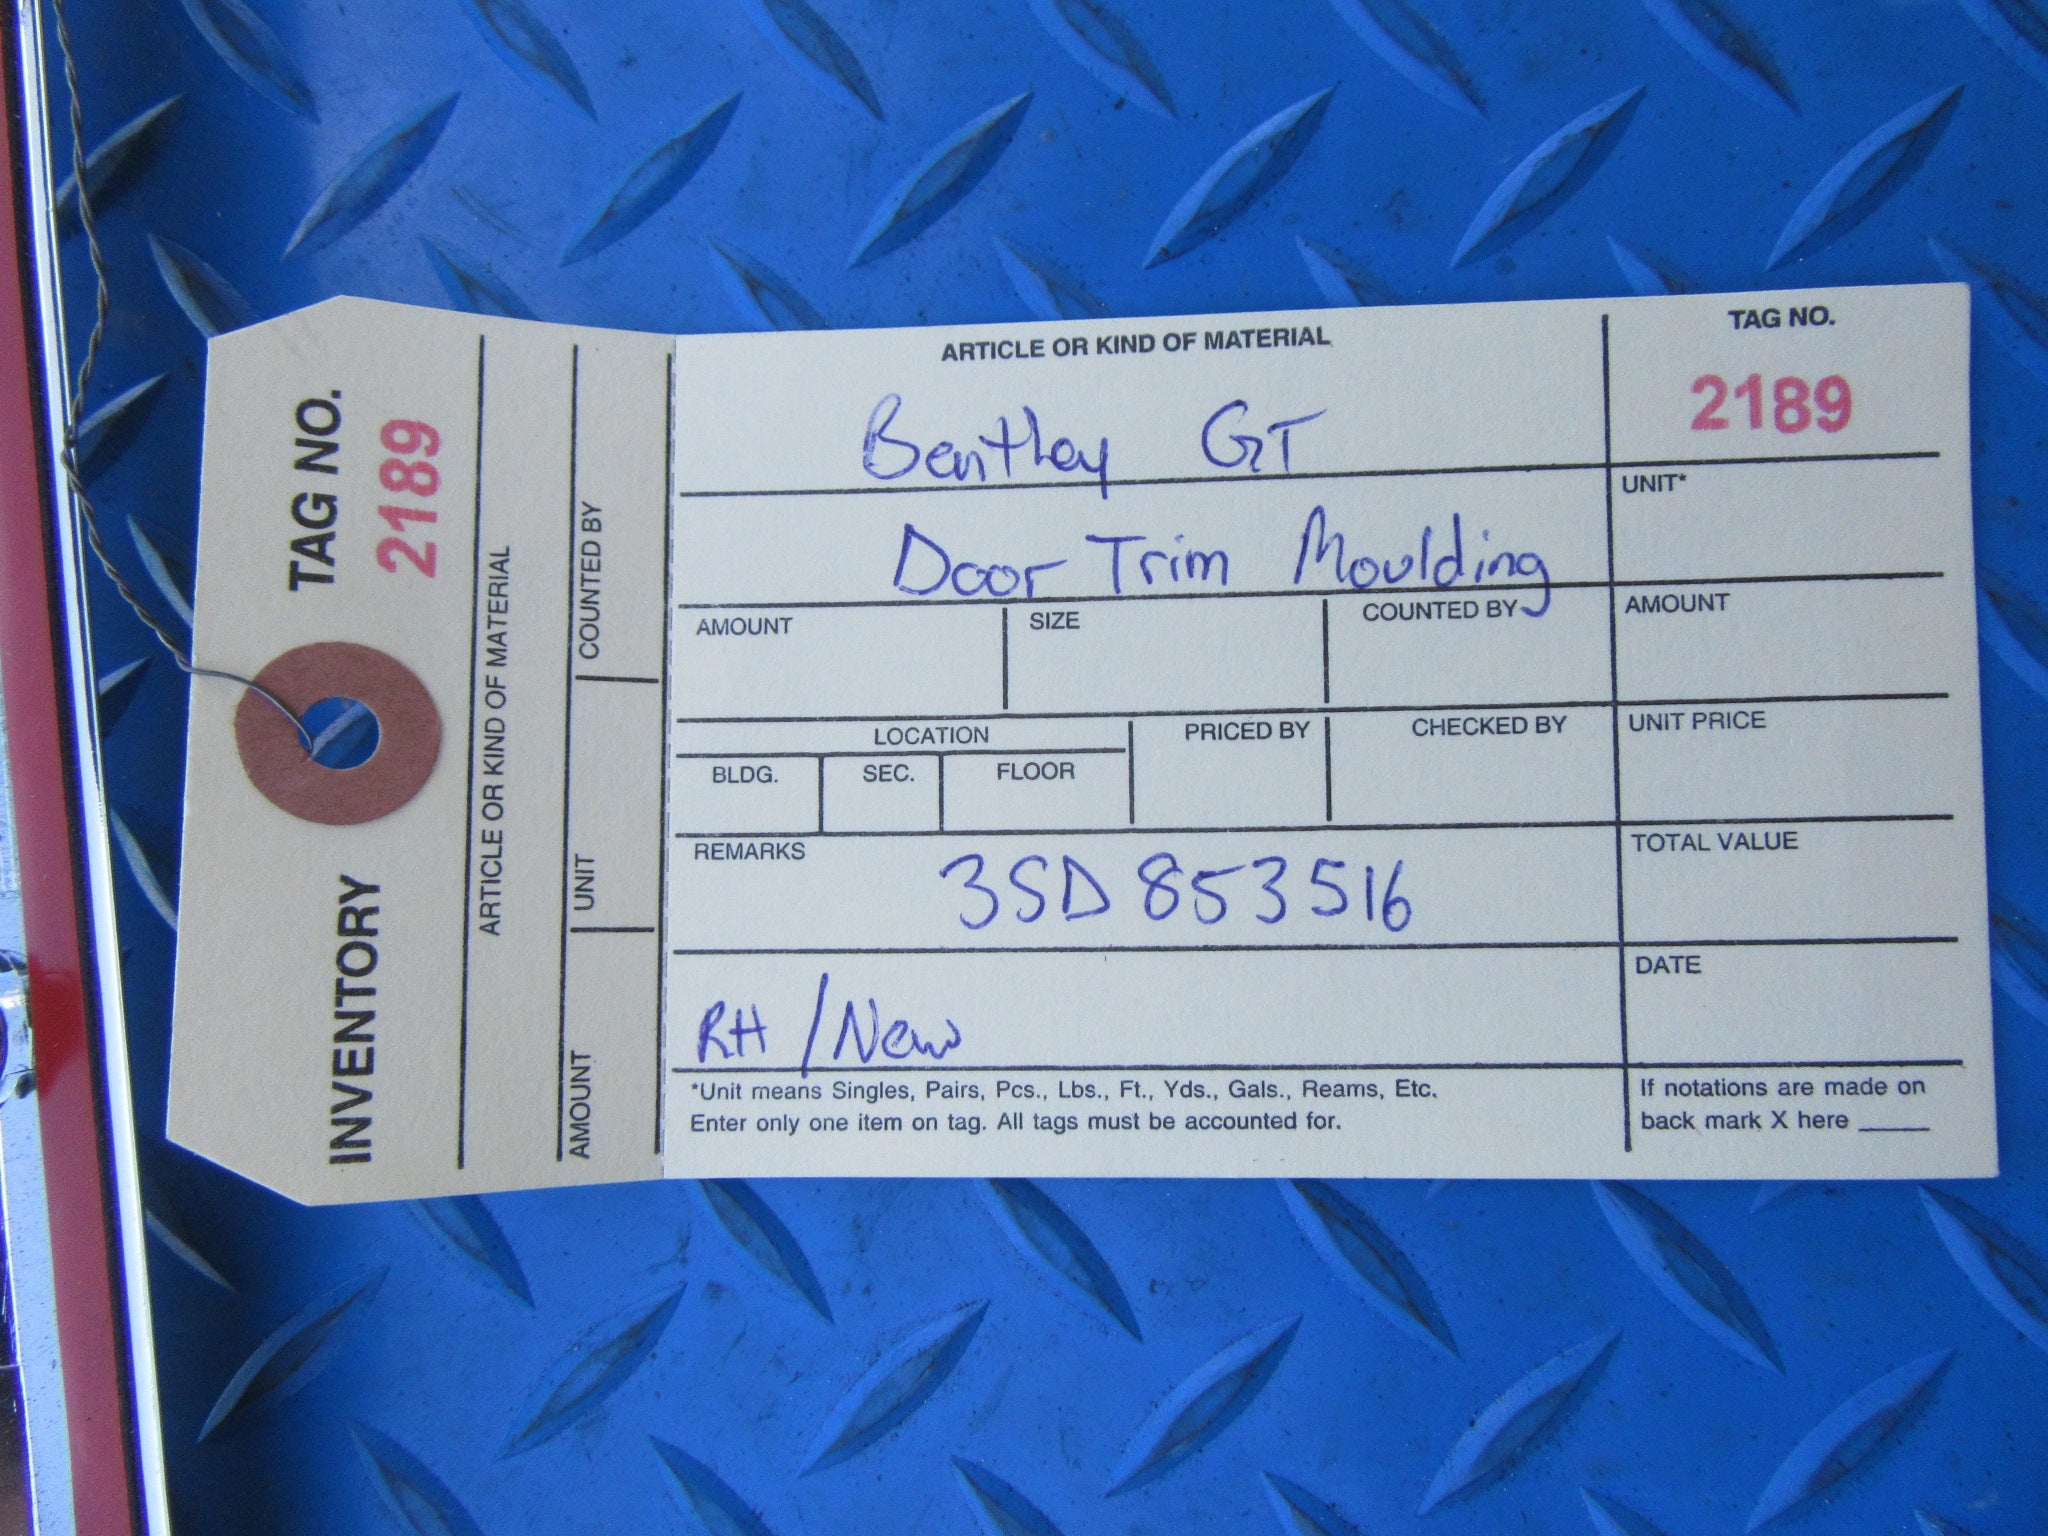 TAG NO.
2189
INVENTORY
ARTICLE OR KIND OF MATERIAL
COUNTED BY
UNIT
AMOUNT
ARTICLE OR KIND OF MATERIAL
Bentley GT
Door Trim Moulding
TAG NO.
2189
UNIT*
AMOUNT
SIZE
COUNTED BY
AMOUNT
LOCATION
BLDG.
SEC.
FLOOR
PRICED BY
CHECKED BY
UNIT PRICE
REMARKS
3SD 853516
TOTAL VALUE
RH / New
DATE
*Unit means Singles, Pairs, Pcs., Lbs., Ft., Yds., Gals., Reams, Etc.
Enter only one item on tag. All tags must be accounted for.
If notations are made on
back mark X here